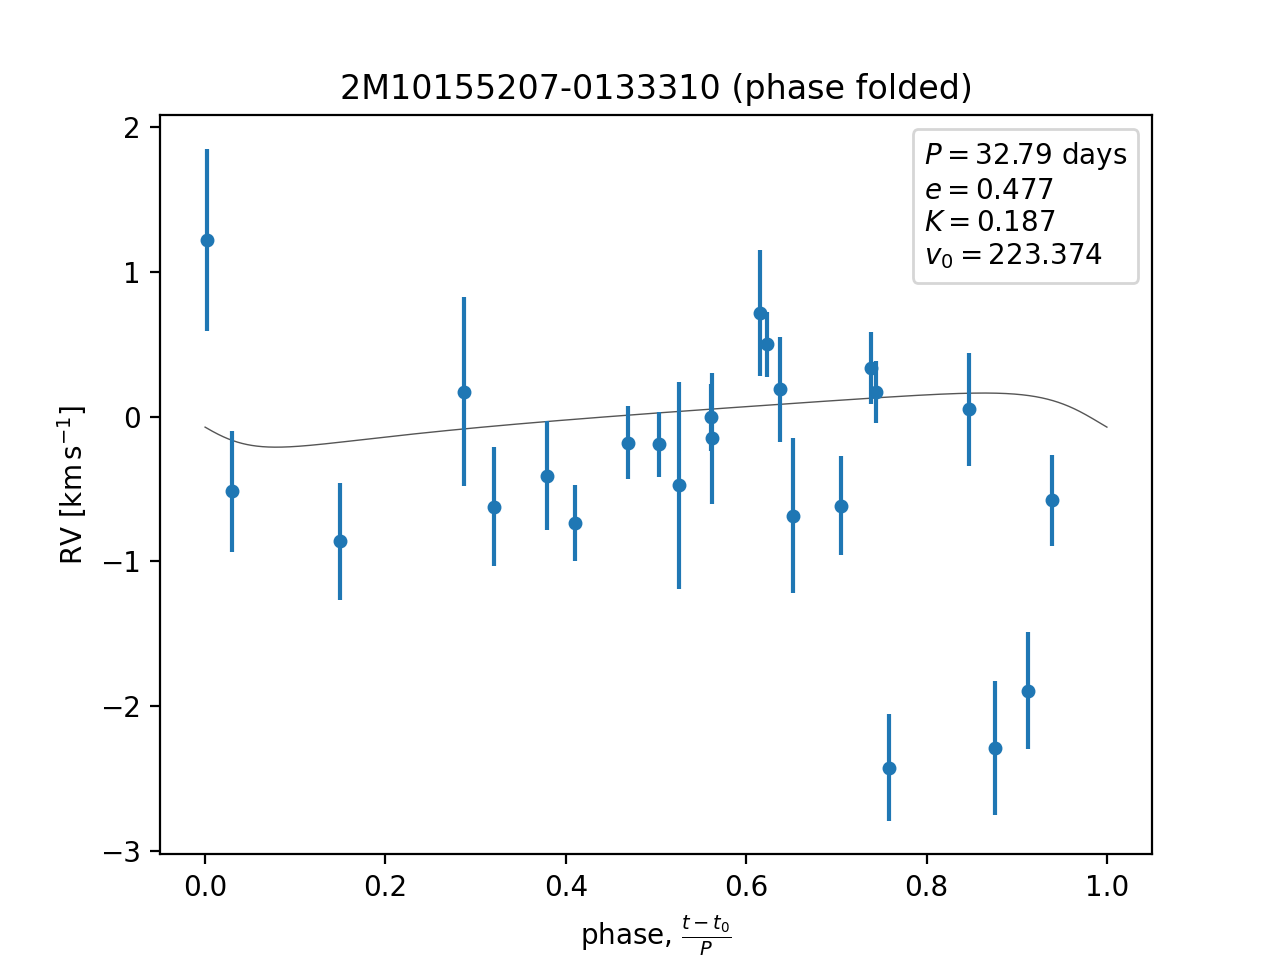 2M10155207-0133310 (phase folded)
P = 32.79 days
e = 0.477
K = 0.187
v₀ = 223.374
2
1
0
−1
−2
−3
RV [km s⁻¹]
0.0 0.2 0.4 0.6 0.8 1.0
phase, (t − t₀)/P